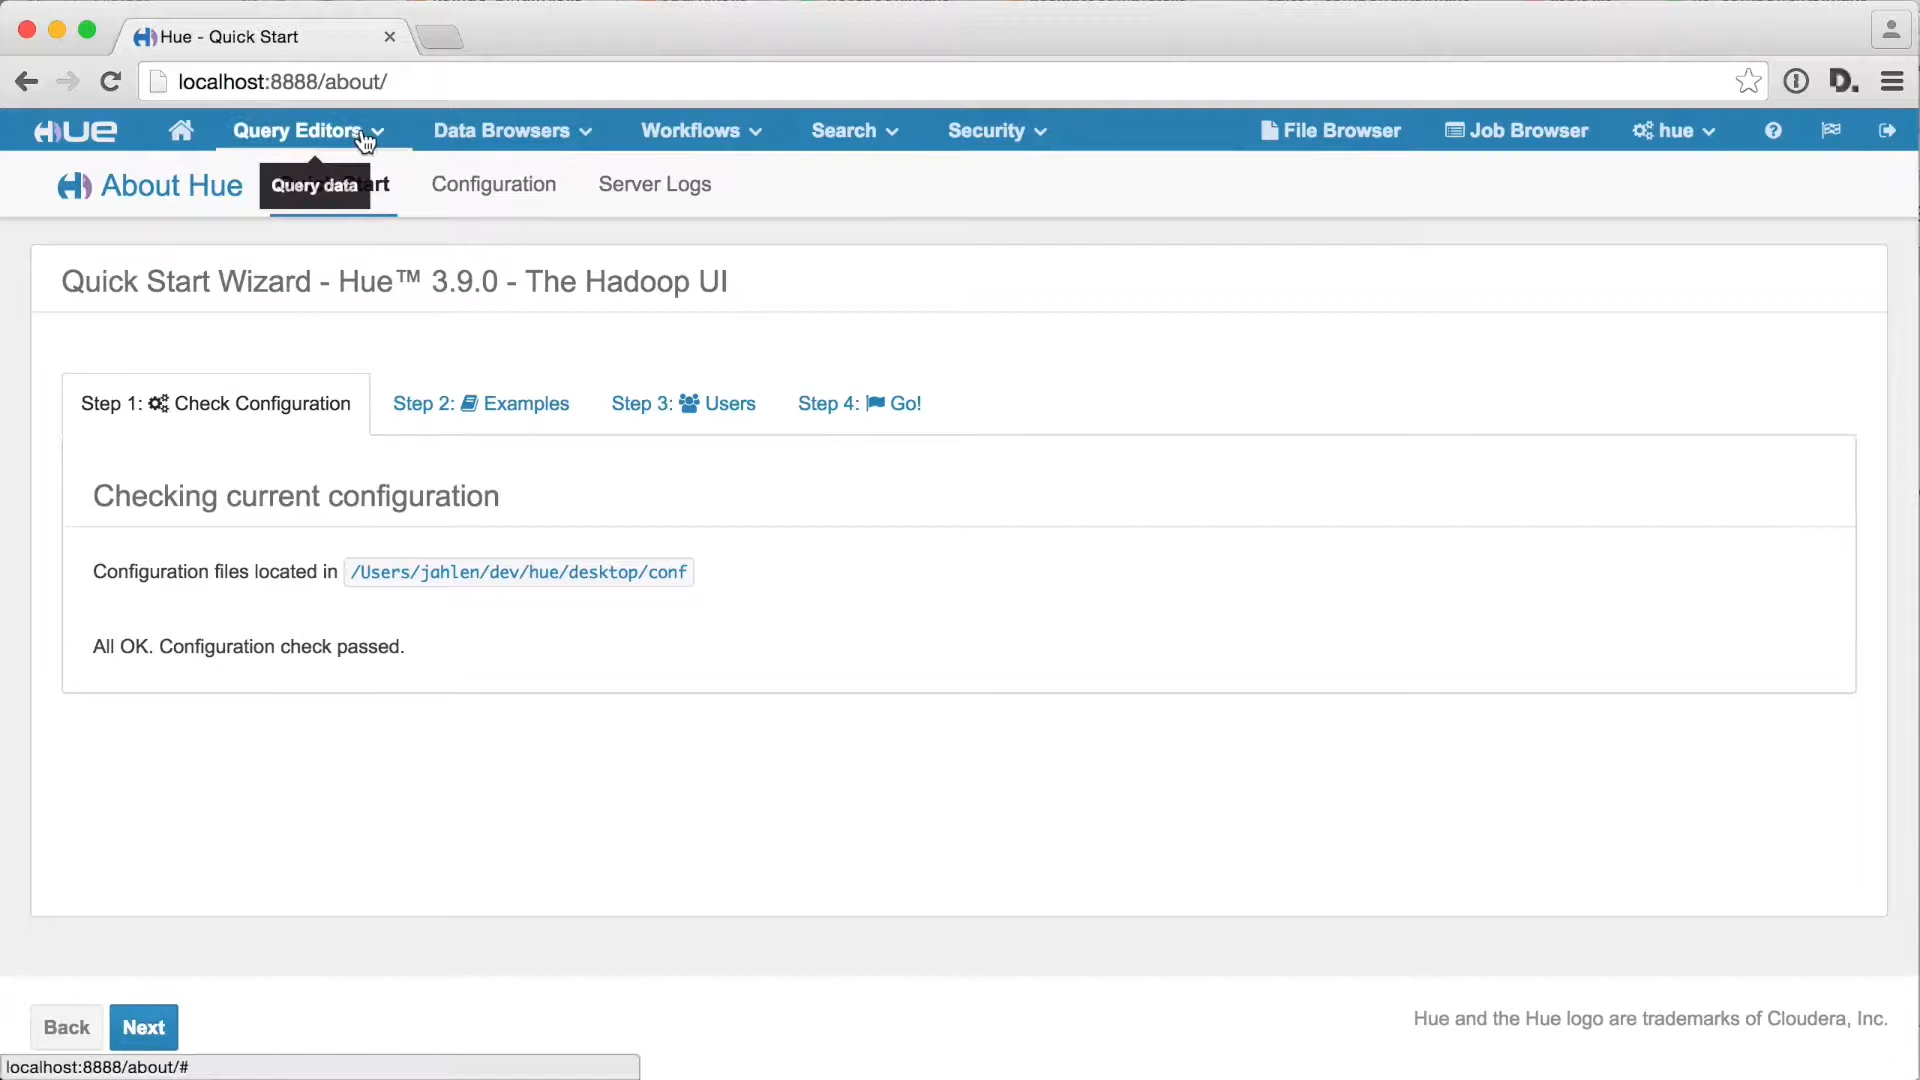 Hue - Quick Start
localhost:8888/about/
HUE Query Editors Data Browsers Workflows Search Security File Browser Job Browser hue
About Hue Query data art Configuration Server Logs
Quick Start Wizard - Hue™ 3.9.0 - The Hadoop UI
Step 1: Check Configuration Step 2: Examples Step 3: Users Step 4: Go!
Checking current configuration
Configuration files located in /Users/jahlen/dev/hue/desktop/conf
All OK. Configuration check passed.
Back Next Hue and the Hue logo are trademarks of Cloudera, Inc.
localhost:8888/about/#